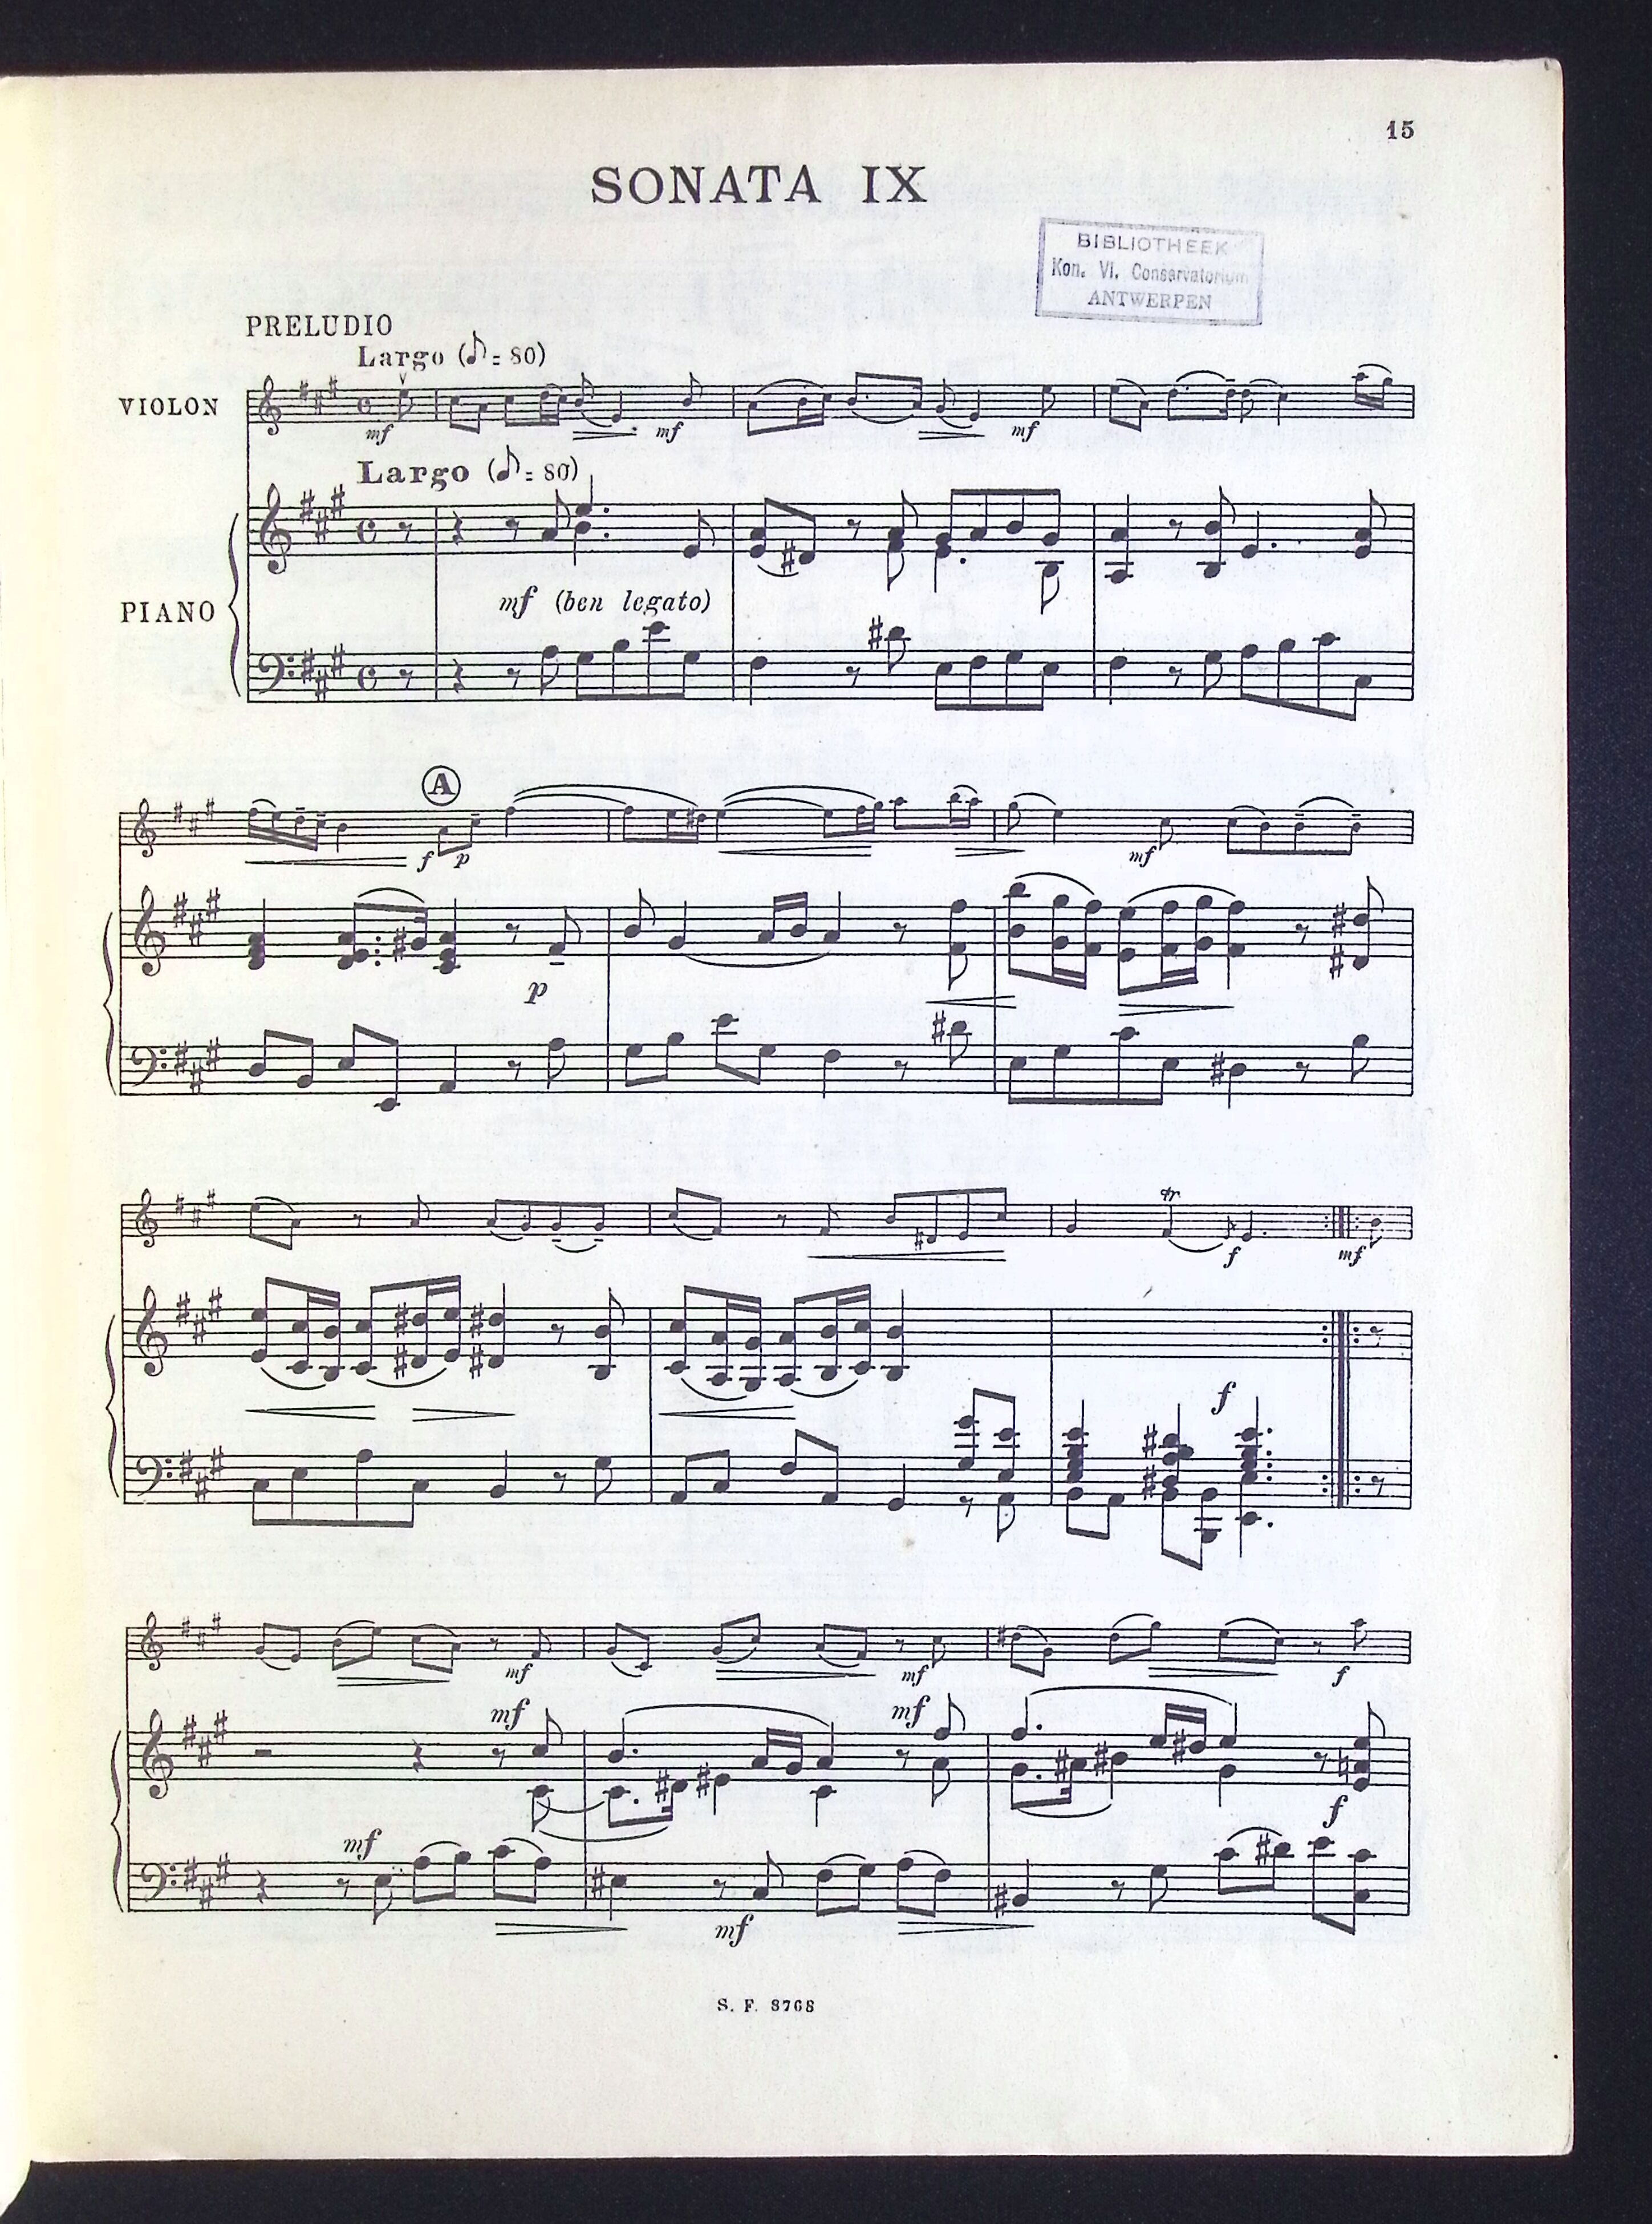 15
SONATA IX
BIBLIOTHEEK
Kon. Vl. Conservatorium
ANTWERPEN
PRELUDIO
Largo (♪ = 80)
VIOLON
mf mf mf
Largo (♪ = 80)
PIANO
mf (ben legato)
A
f p mf
p
tr
f mf
f
mf mf f
mf mf
f
mf
mf
S. F. 8768